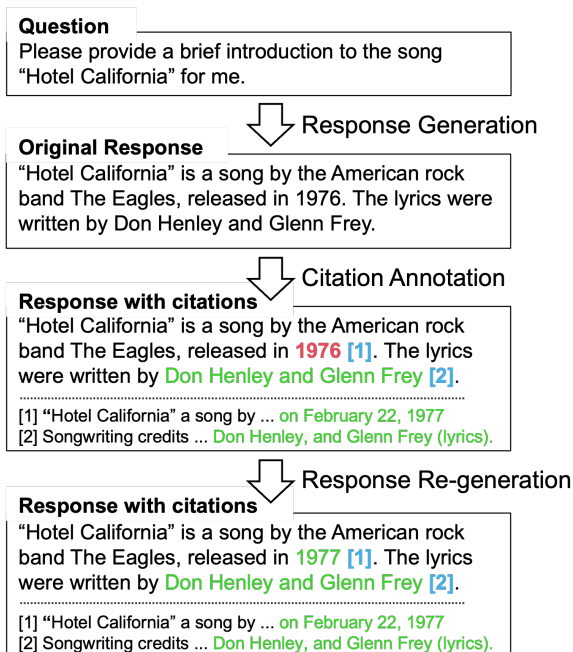 Question
Please provide a brief introduction to the song
“Hotel California” for me.
Response Generation
Original Response
“Hotel California” is a song by the American rock
band The Eagles, released in 1976. The lyrics were
written by Don Henley and Glenn Frey.
Citation Annotation
Response with citations
“Hotel California” is a song by the American rock
band The Eagles, released in 1976 [1]. The lyrics
were written by Don Henley and Glenn Frey [2].
[1] “Hotel California” a song by ... on February 22, 1977
[2] Songwriting credits ... Don Henley, and Glenn Frey (lyrics).
Response Re-generation
Response with citations
“Hotel California” is a song by the American rock
band The Eagles, released in 1977 [1]. The lyrics
were written by Don Henley and Glenn Frey [2].
[1] “Hotel California” a song by ... on February 22, 1977
[2] Songwriting credits ... Don Henley, and Glenn Frey (lyrics).